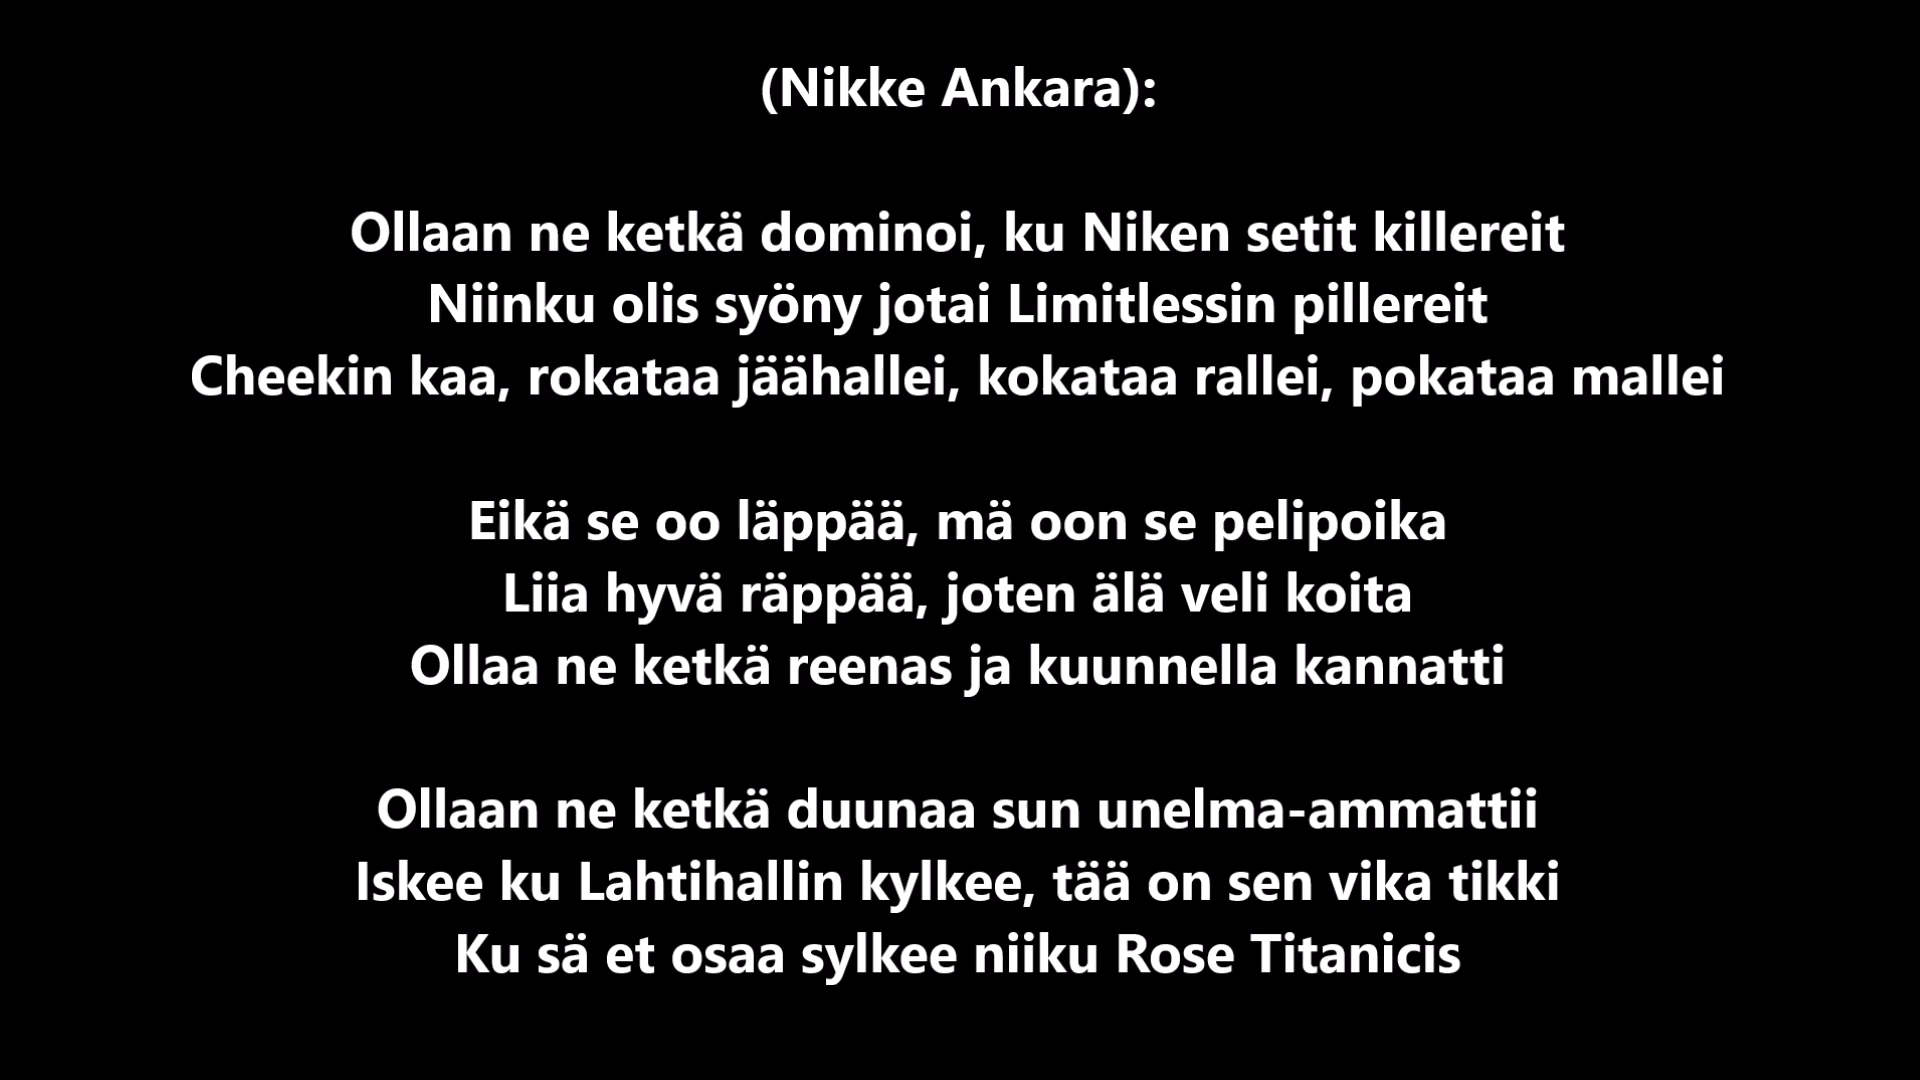 (Nikke Ankara):
Ollaan ne ketkä dominoi, ku Niken setit killereit
Niinku olis syöny jotai Limitlessin pillereit
Cheekin kaa, rokataa jäähallei, kokataa rallei, pokataa mallei
Eikä se oo läppää, mä oon se pelipoika
Liia hyvä räppää, joten älä veli koita
Ollaa ne ketkä reenas ja kuunnella kannatti
Ollaan ne ketkä duunaa sun unelma-ammattii
Iskee ku Lahtihallin kylkee, tää on sen vika tikki
Ku sä et osaa sylkee niiku Rose Titanicis